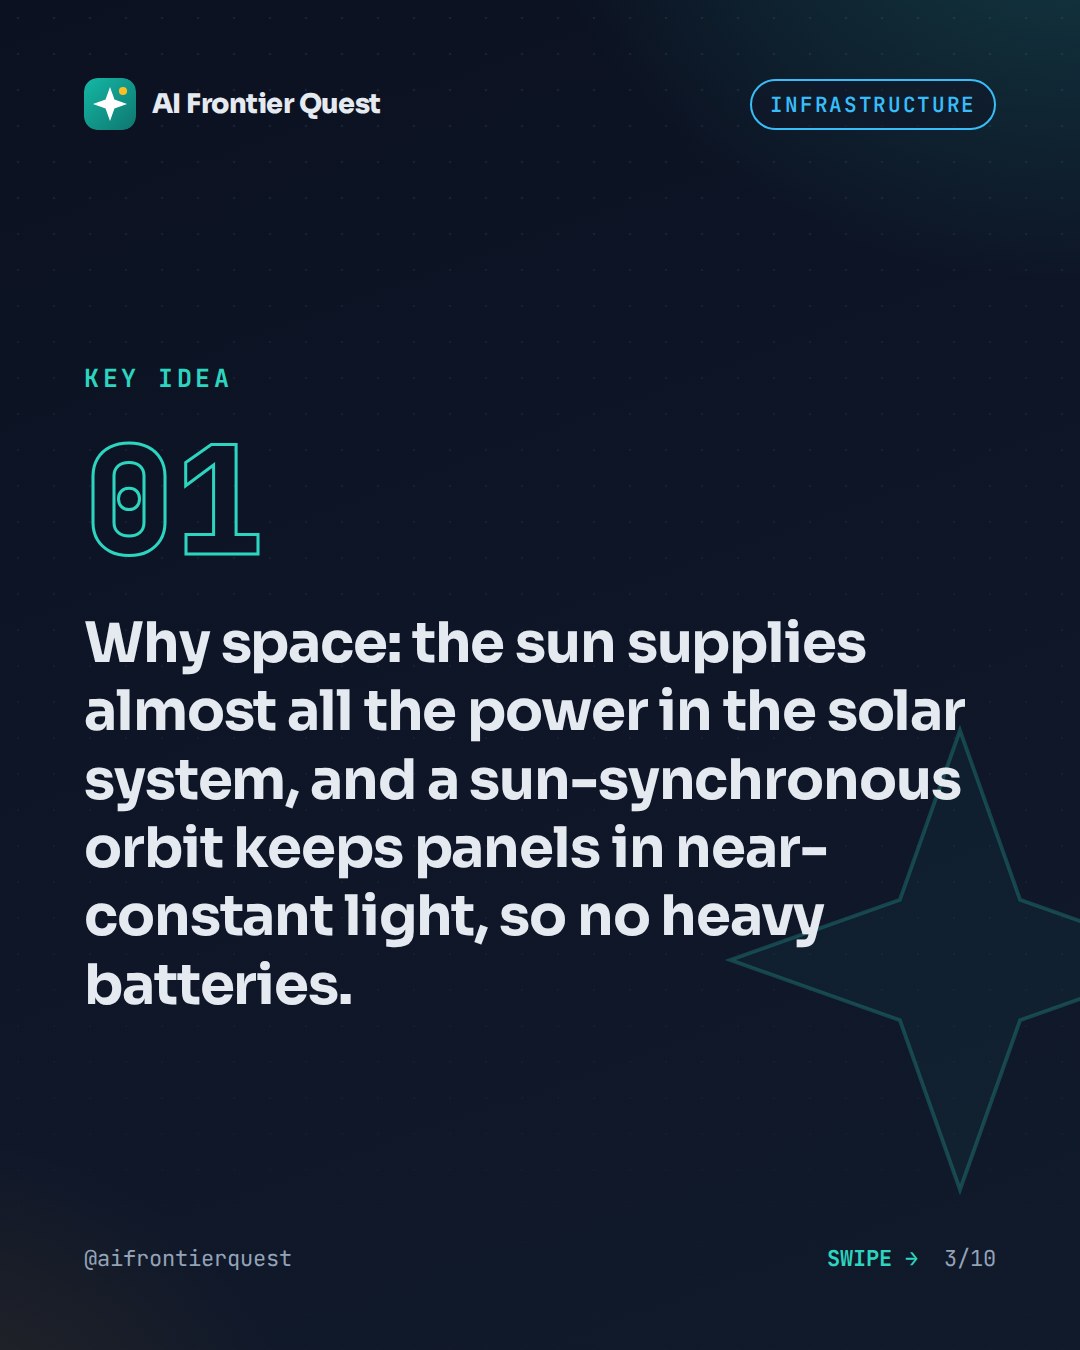 AI Frontier Quest
INFRASTRUCTURE
KEY IDEA
01
Why space: the sun supplies
almost all the power in the solar
system, and a sun-synchronous
orbit keeps panels in near-
constant light, so no heavy
batteries.
@aifrontierquest
SWIPE → 3/10